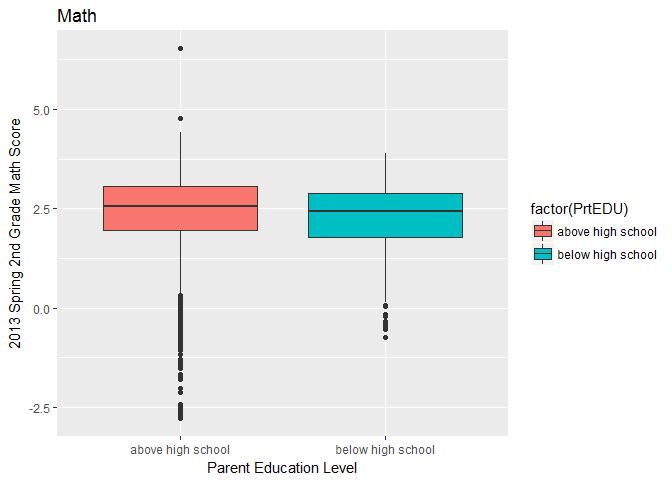 Math
2013 Spring 2nd Grade Math Score
5.0
2.5
0.0
-2.5
above high school
below high school
Parent Education Level
factor(PrtEDU)
above high school
below high school